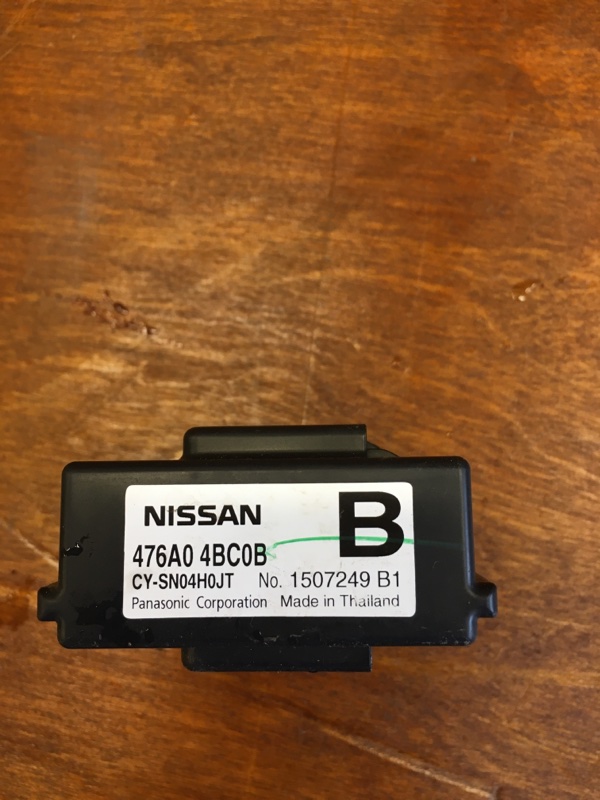 NISSAN
B
476A0 4BC0B
CY-SN04H0JT No. 1507249 B1
Panasonic Corporation Made in Thailand